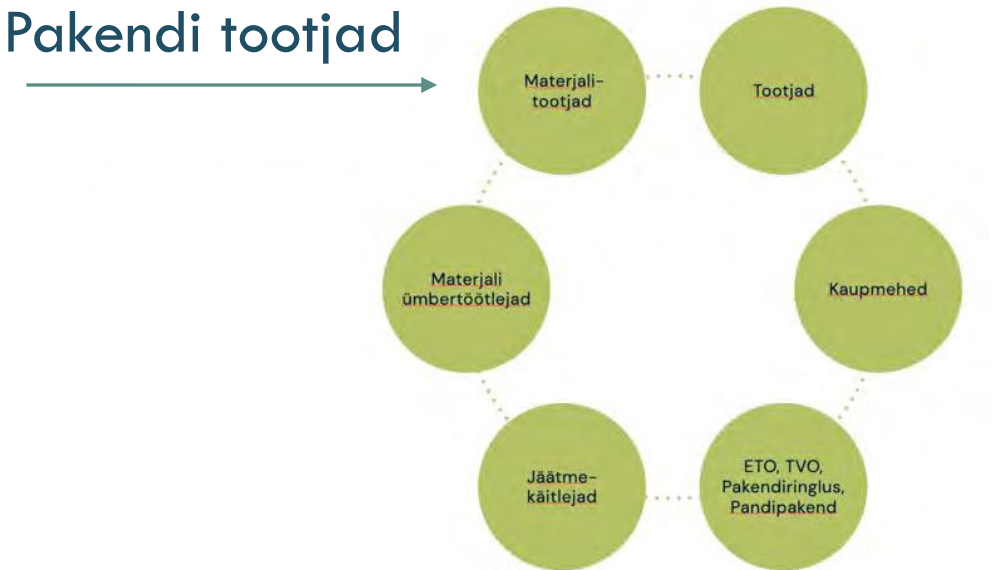 Pakendi tootjad
Materjali-
tootjad
Tootjad
Materjali
ümbertöötlejad
Kaupmehed
Jäätme-
käitlejad
ETO, TVO,
Pakendiringlus,
Pandipakend